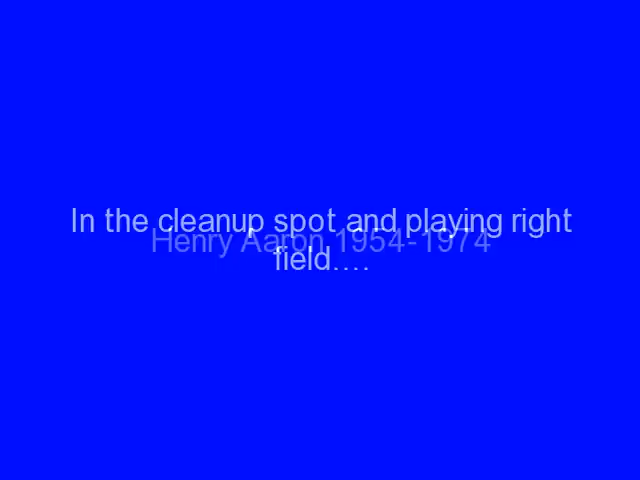 In the cleanup spot and playing right
Henry Aaron 1954-1974
field....